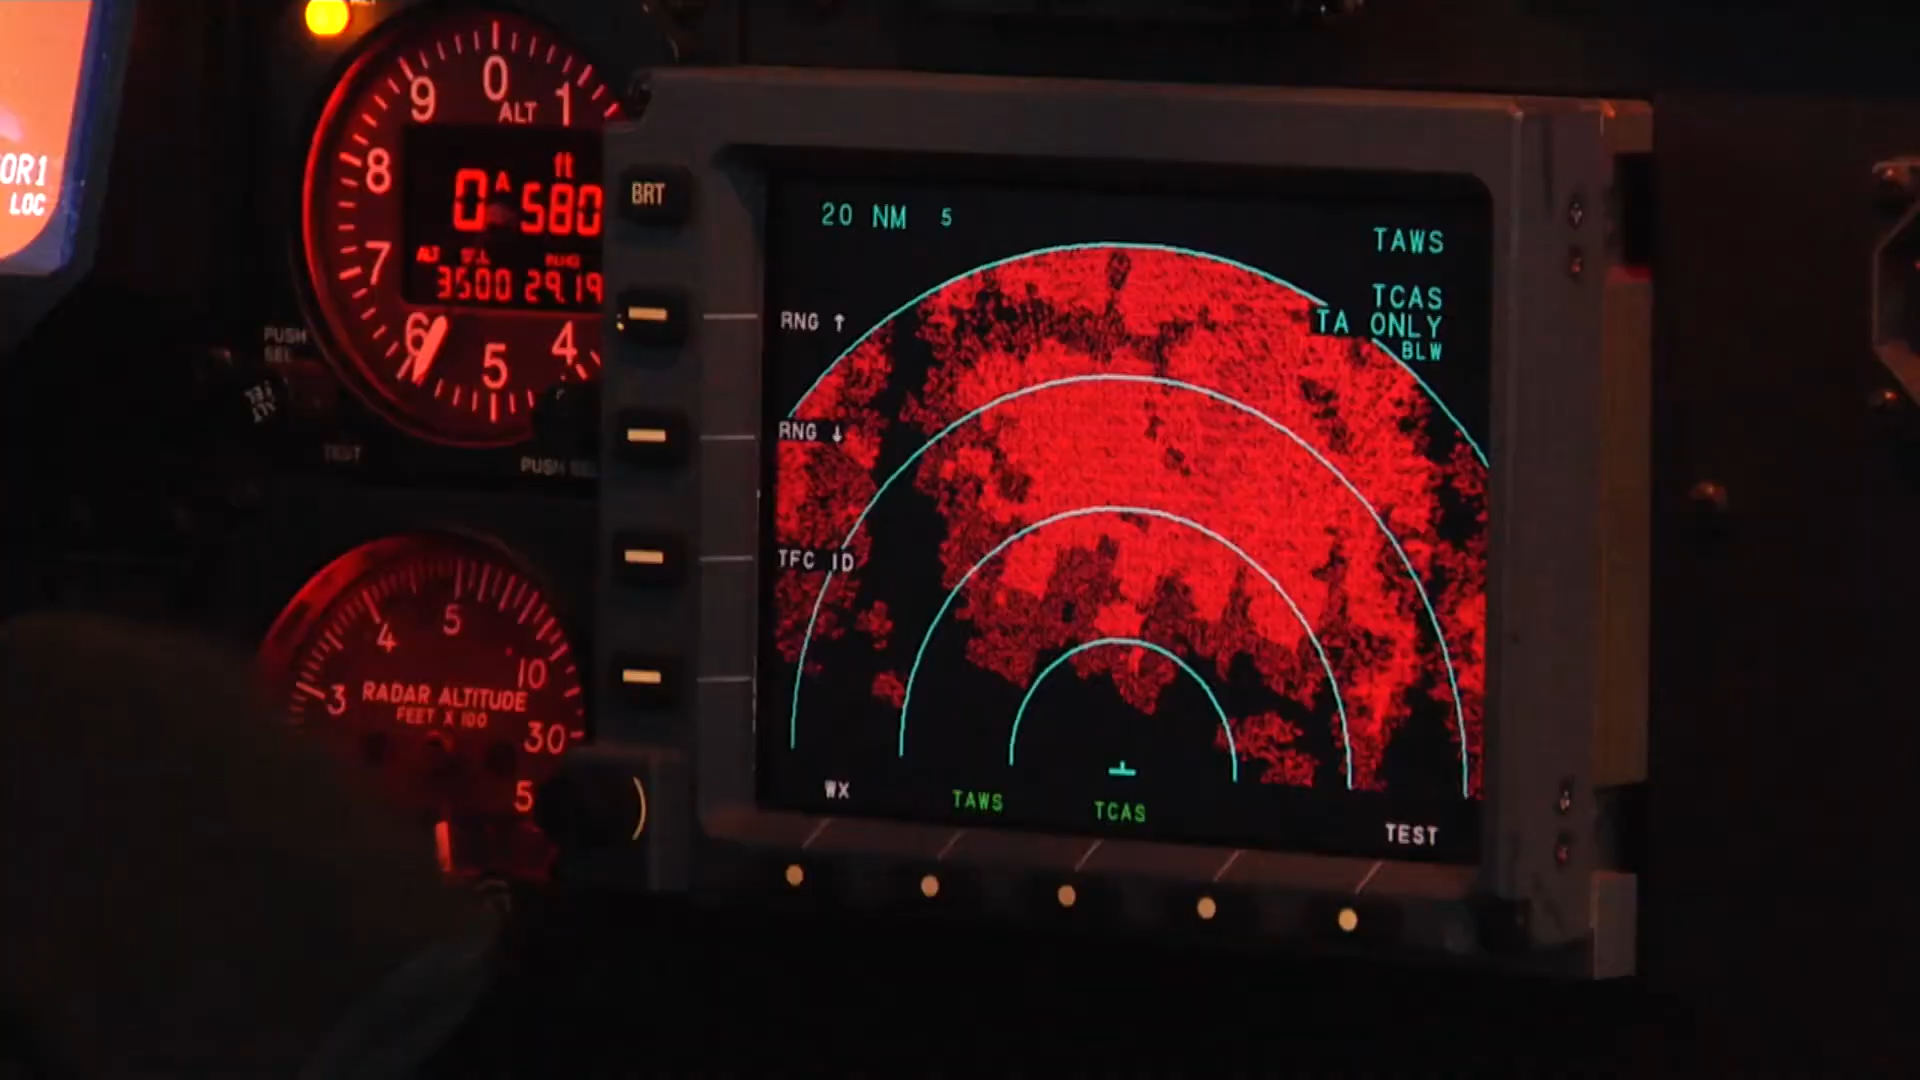 OR1
LOC
0
1
9
ALT
8
ft
0 A 580
7
ALT
3500 29.19
6
4
5
PUSH
SEL
TEST
PUSH SEL
5
4
10
3
RADAR ALTITUDE
FEET X 100
30
5
BRT
20 NM 5
TAWS
TCAS
TA ONLY
BLW
RNG ↑
RNG ↓
TFC ID
WX
TAWS
TCAS
TEST